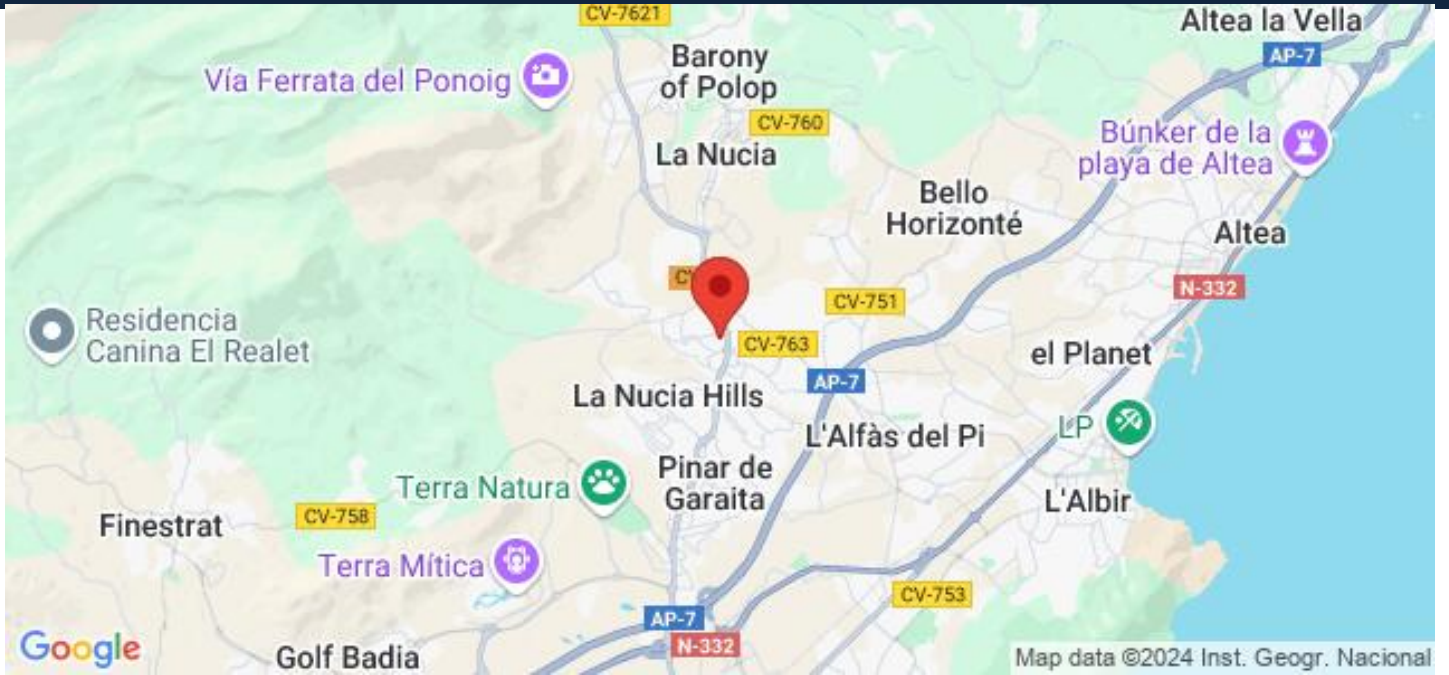 CV-7621
Altea la Vella
AP-7
Barony
of Polop
Vía Ferrata del Ponoig
CV-760
Búnker de la
playa de Altea
La Nucia
Bello
Horizonté
Altea
N-332
CV-751
Residencia
Canina El Realet
CV-763
el Planet
AP-7
La Nucia Hills
L'Alfàs del Pi
LP
Pinar de
Garaita
Terra Natura
L'Albir
Finestrat
CV-758
Terra Mítica
CV-753
AP-7
N-332
Google
Golf Badia
Map data ©2024 Inst. Geogr. Nacional